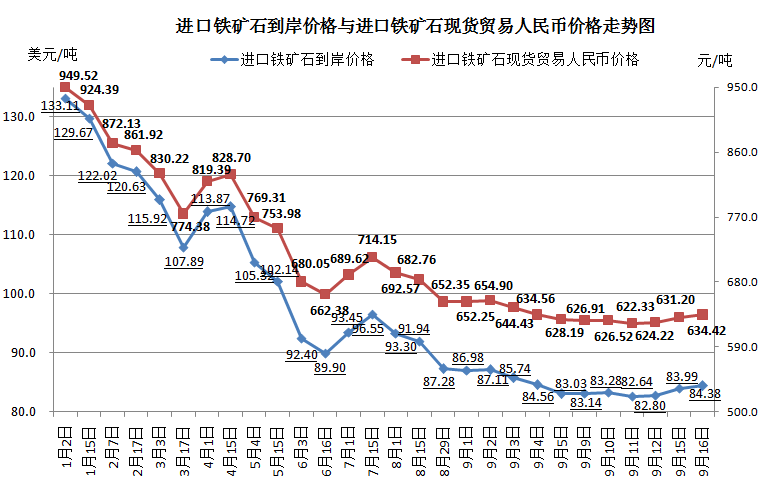 进口铁矿石到岸价格与进口铁矿石现货贸易人民币价格走势图
美元/吨
进口铁矿石到岸价格
进口铁矿石现货贸易人民币价格
元/吨
130.0
120.0
110.0
100.0
90.0
80.0
950.0
860.0
770.0
680.0
590.0
500.0
949.52
924.39
872.13
861.92
830.22
774.38
819.39
828.70
769.31
753.98
680.05
662.38
689.62
714.15
692.57
682.76
652.35
652.25
654.90
644.43
634.56
628.19
626.91
626.52
622.33
624.22
631.20
634.42
133.11
129.67
122.02
120.63
115.92
107.89
113.87
114.72
105.32
102.14
92.40
89.90
93.45
96.55
93.30
91.94
87.28
86.98
87.11
85.74
84.56
83.03
83.14
83.28
82.64
82.80
83.99
84.38
1月2日
1月15日
2月7日
2月17日
3月3日
3月17日
4月1日
4月15日
5月4日
5月15日
6月3日
6月16日
7月1日
7月15日
8月1日
8月15日
8月29日
9月1日
9月2日
9月3日
9月4日
9月5日
9月9日
9月10日
9月11日
9月12日
9月15日
9月16日